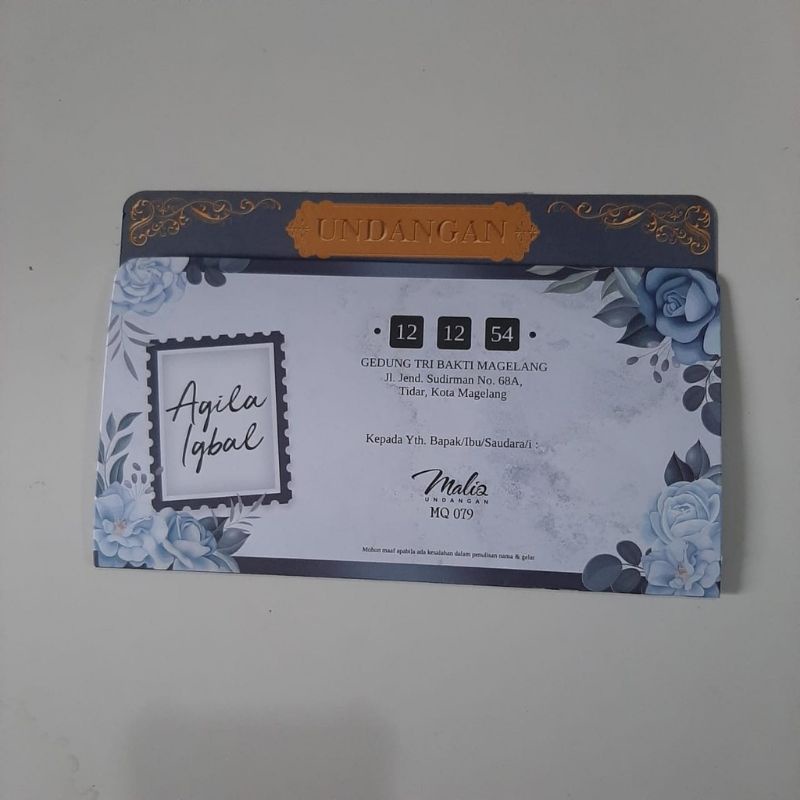 UNDANGAN
Aqila
Iqbal
12 12 54
GEDUNG TRI BAKTI MAGELANG
Jl. Jend. Sudirman No. 68A,
Tidar, Kota Magelang
Kepada Yth. Bapak/Ibu/Saudara/i :
Maliq
UNDANGAN
MQ 079
Mohon maaf apabila ada kesalahan dalam penulisan nama & gelar